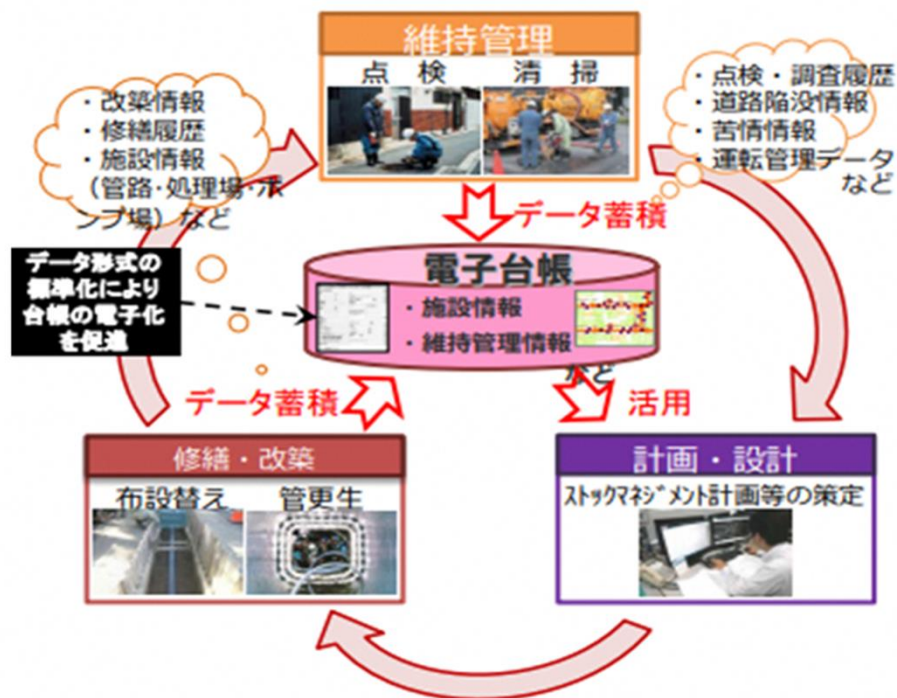 維持管理
点 検
清 掃
・改築情報
・修繕履歴
・施設情報
（管路・処理場・ポ
ンプ場）など
・点検・調査履歴
・道路陥没情報
・苦情情報
・運転管理データ
など
データ蓄積
データ形式の
標準化により
台帳の電子化
を促進
電子台帳
・施設情報
・維持管理情報
など
データ蓄積
活用
修繕・改築
布設替え
管更生
計画・設計
ｽﾄｯｸﾏﾈｼﾞﾒﾝﾄ計画等の策定